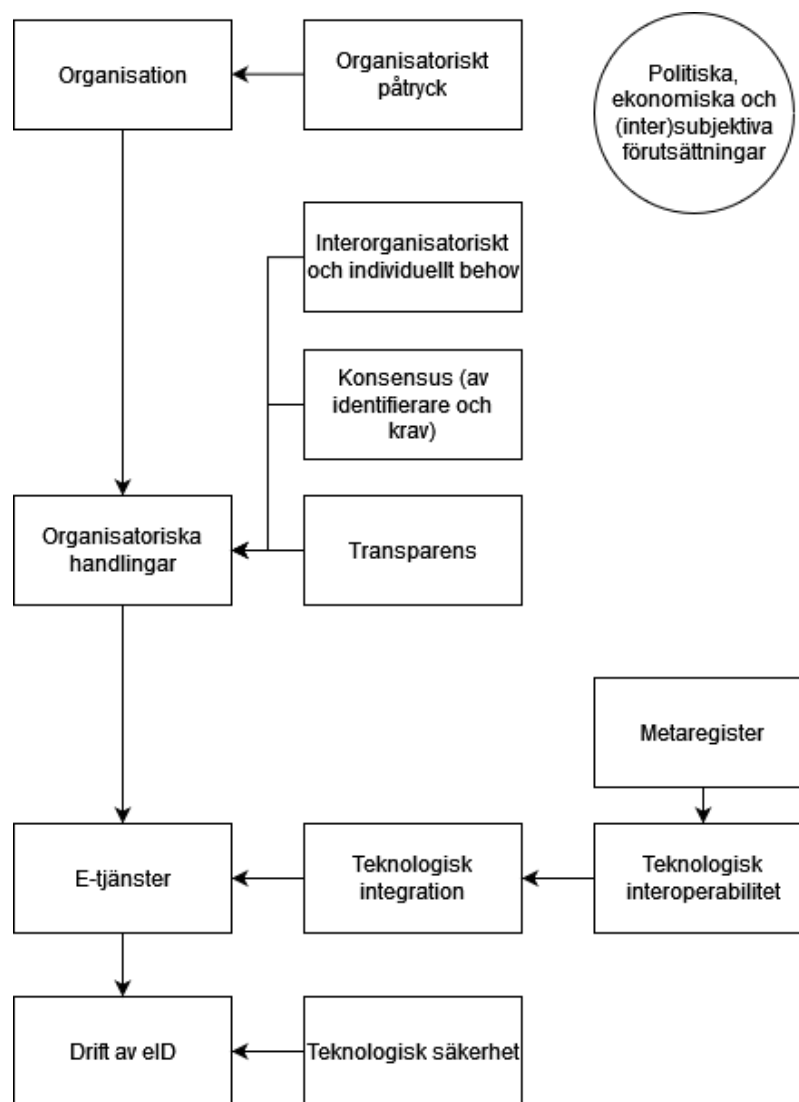 Organisation
Organisatoriskt
påtryck
Politiska,
ekonomiska och
(inter)subjektiva
förutsättningar
Interorganisatoriskt
och individuellt behov
Konsensus (av
identifierare och
krav)
Organisatoriska
handlingar
Transparens
Metaregister
E-tjänster
Teknologisk
integration
Teknologisk
interoperabilitet
Drift av eID
Teknologisk säkerhet